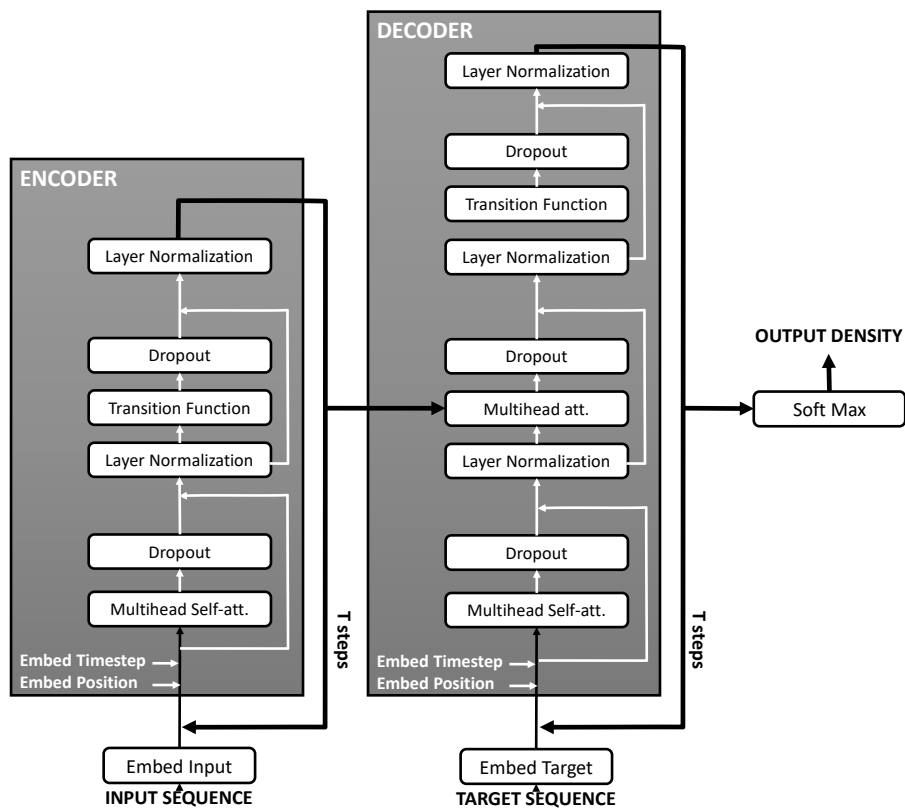 ENCODER
Layer Normalization
Dropout
Transition Function
Layer Normalization
Dropout
Multihead Self-att.
Embed Timestep
Embed Position
T steps
Embed Input
INPUT SEQUENCE
DECODER
Layer Normalization
Dropout
Transition Function
Layer Normalization
Dropout
Multihead att.
Layer Normalization
Dropout
Multihead Self-att.
Embed Timestep
Embed Position
T steps
Embed Target
TARGET SEQUENCE
OUTPUT DENSITY
Soft Max